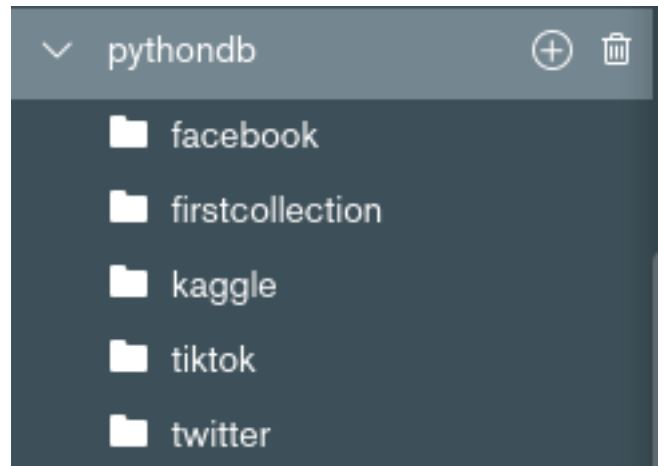 pythondb
facebook
firstcollection
kaggle
tiktok
twitter